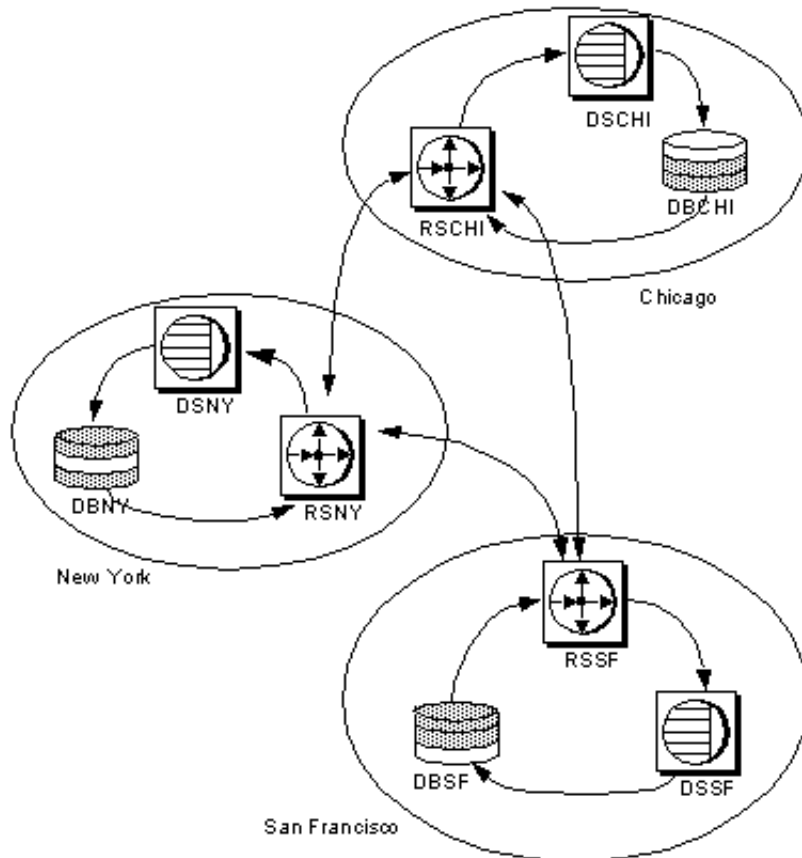 DSCHI
DBCHI
RSCHI
Chicago
DSNY
DBNY
RSNY
New York
RSSF
DBSF
DSSF
San Francisco